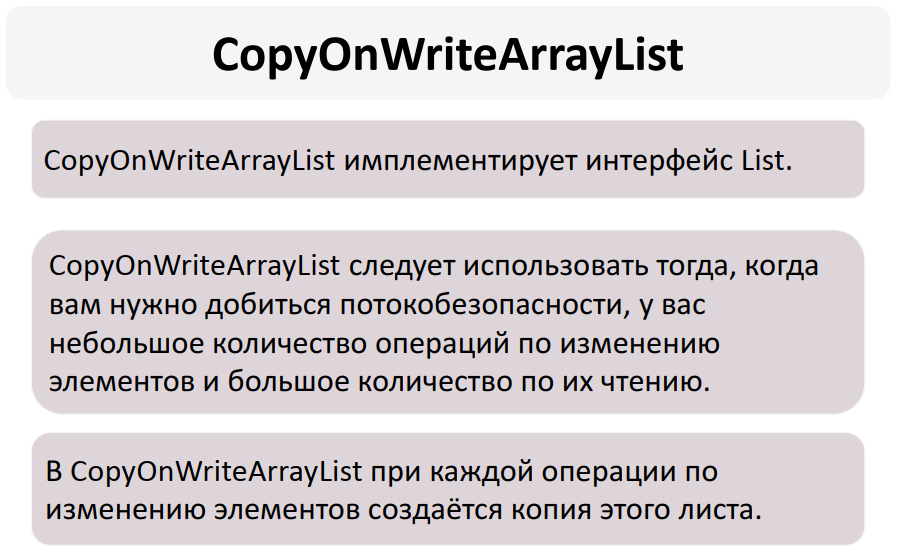 CopyOnWriteArrayList
CopyOnWriteArrayList имплементирует интерфейс List.
CopyOnWriteArrayList следует использовать тогда, когда
вам нужно добиться потокобезопасности, у вас
небольшое количество операций по изменению
элементов и большое количество по их чтению.
В CopyOnWriteArrayList при каждой операции по
изменению элементов создаётся копия этого листа.